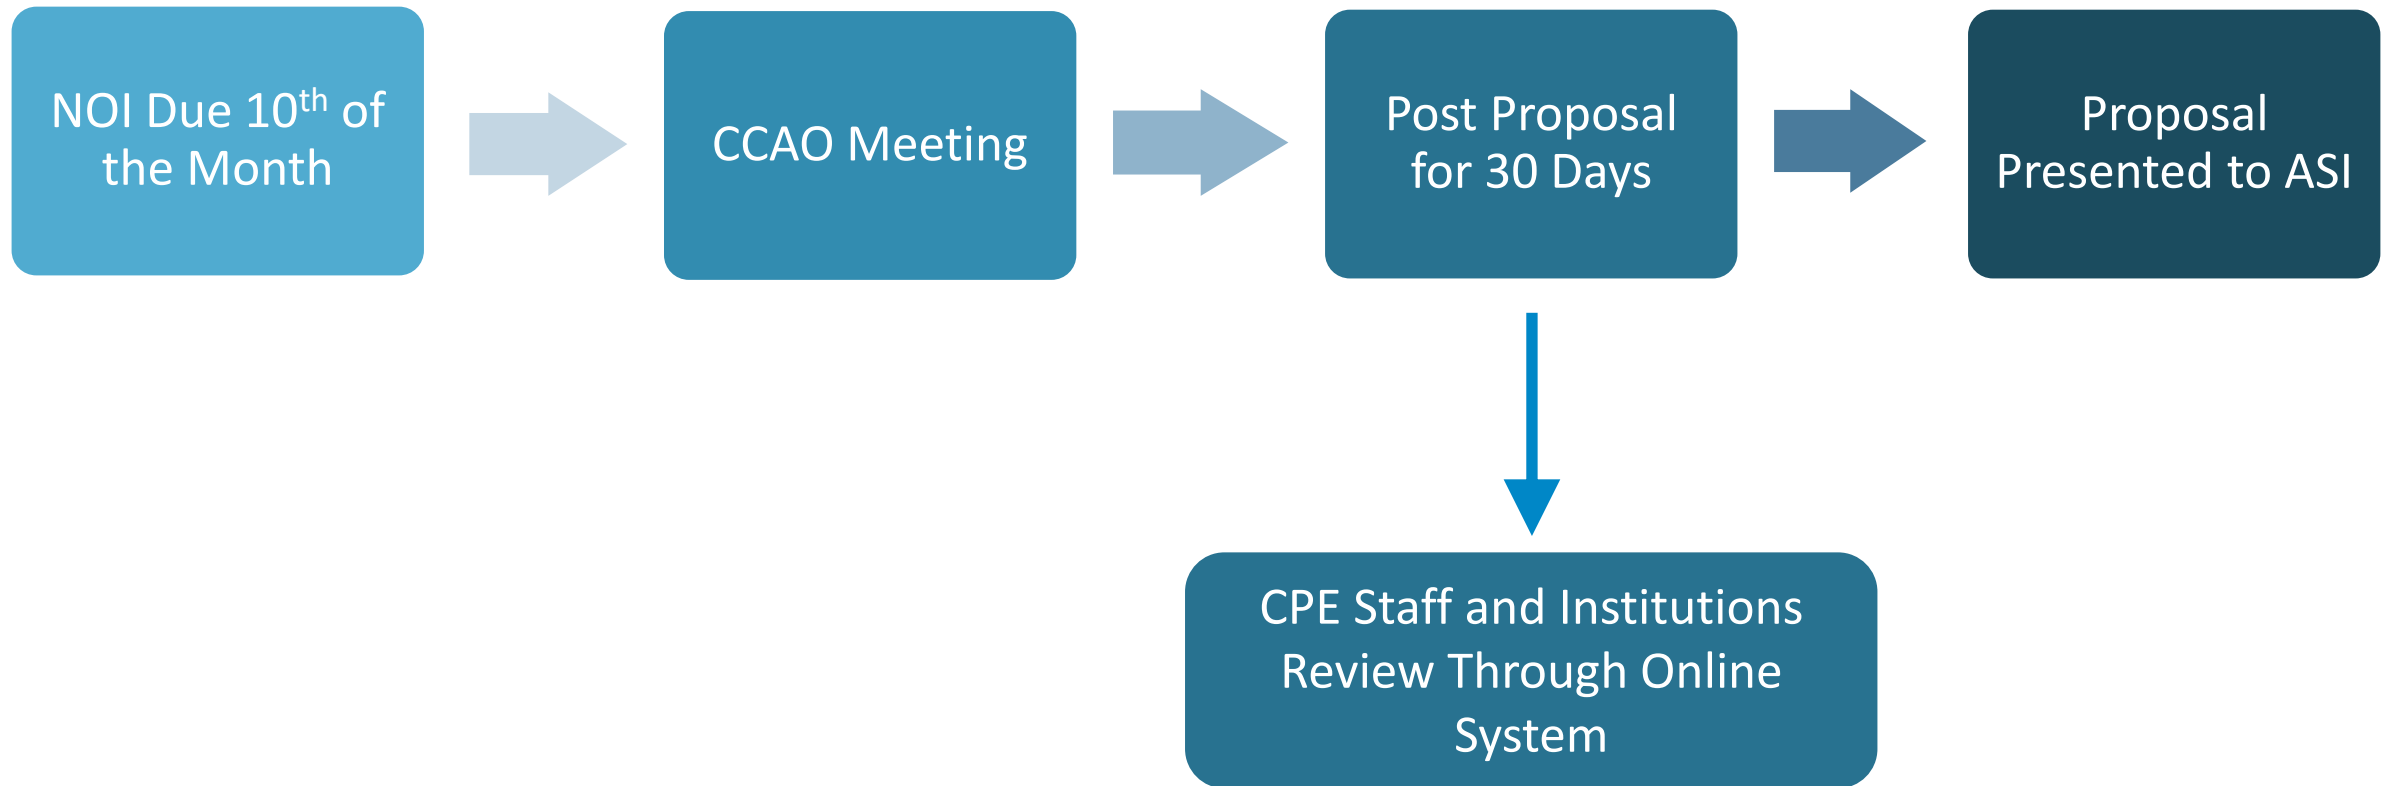 NOI Due 10th of
the Month
CCAO Meeting
Post Proposal
for 30 Days
Proposal
Presented to ASI
CPE Staff and Institutions
Review Through Online
System